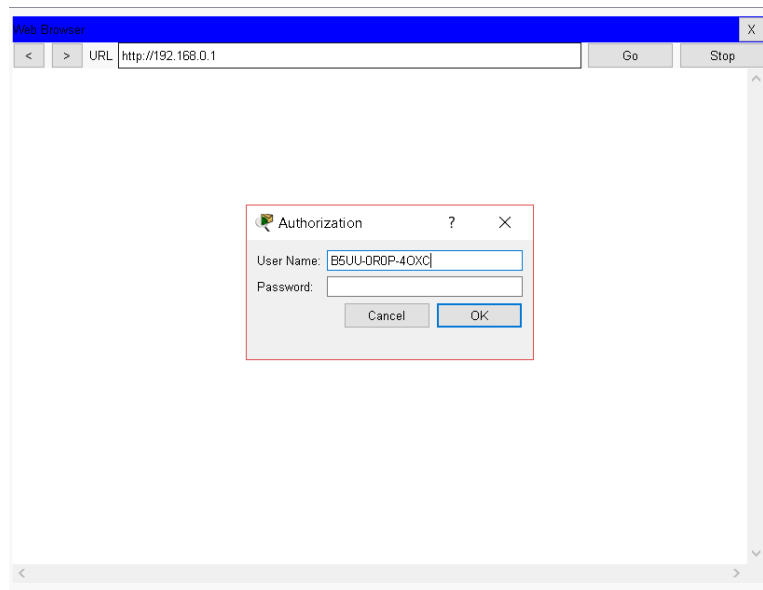 Web Browser
X
< > URL http://192.168.0.1 Go Stop
Authorization ? ×
User Name: B5UU-0R0P-4OXC
Password:
Cancel OK